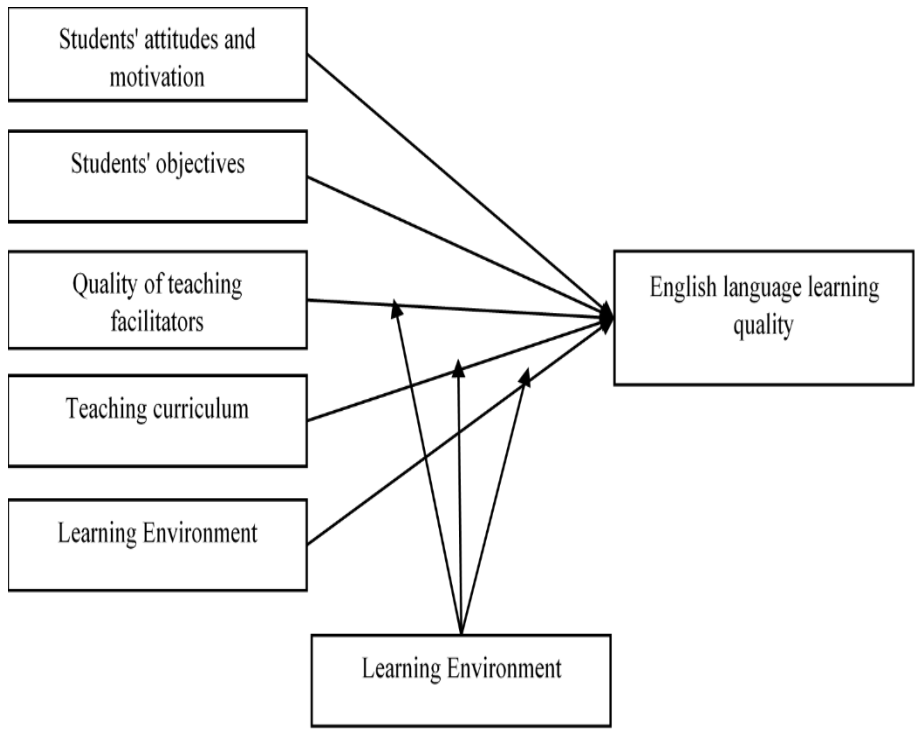 Students' attitudes and
motivation
Students' objectives
Quality of teaching
facilitators
English language learning
quality
Teaching curriculum
Learning Environment
Learning Environment